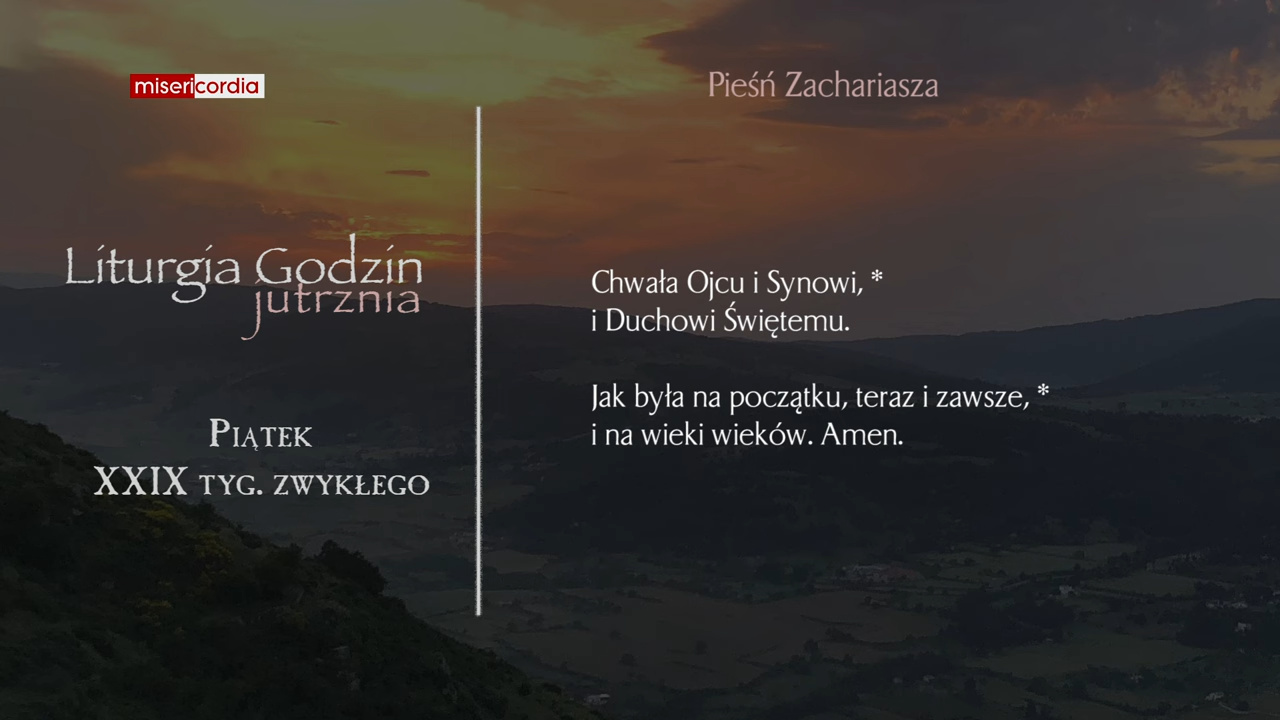 misericordia
Liturgia Godzin
jutrznia
Piątek
XXIX tyg. zwykłego
Pieśń Zachariasza
Chwała Ojcu i Synowi, *
i Duchowi Świętemu.
Jak była na początku, teraz i zawsze, *
i na wieki wieków. Amen.